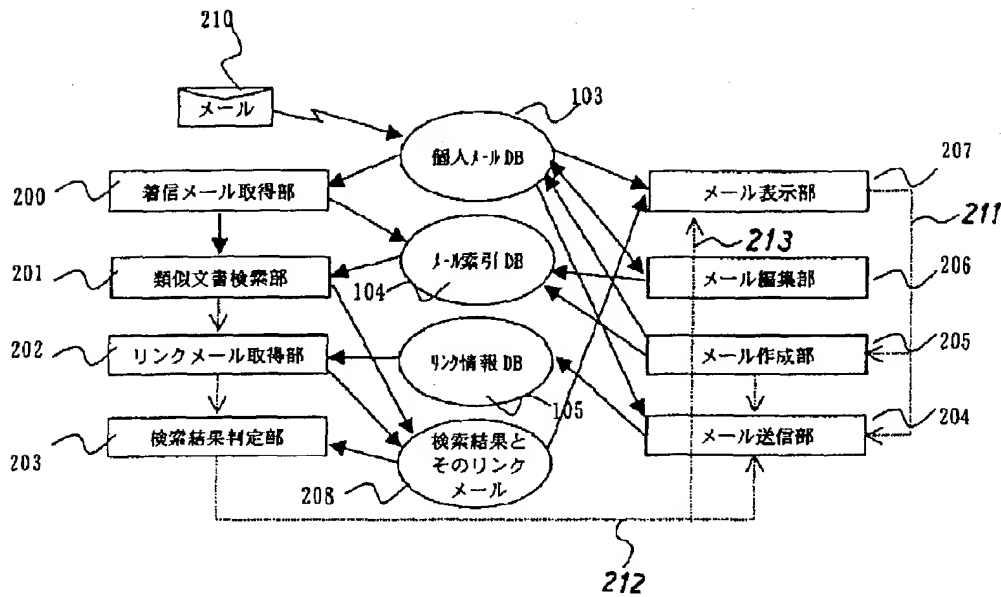 210
メール
103
個人メールDB
200
着信メール取得部
207
メール表示部
211
213
201
類似文書検索部
メール索引DB
104
メール編集部
206
202
リンクメール取得部
リンク情報DB
105
メール作成部
205
203
検索結果判定部
検索結果と
そのリンク
メール
208
メール送信部
204
212